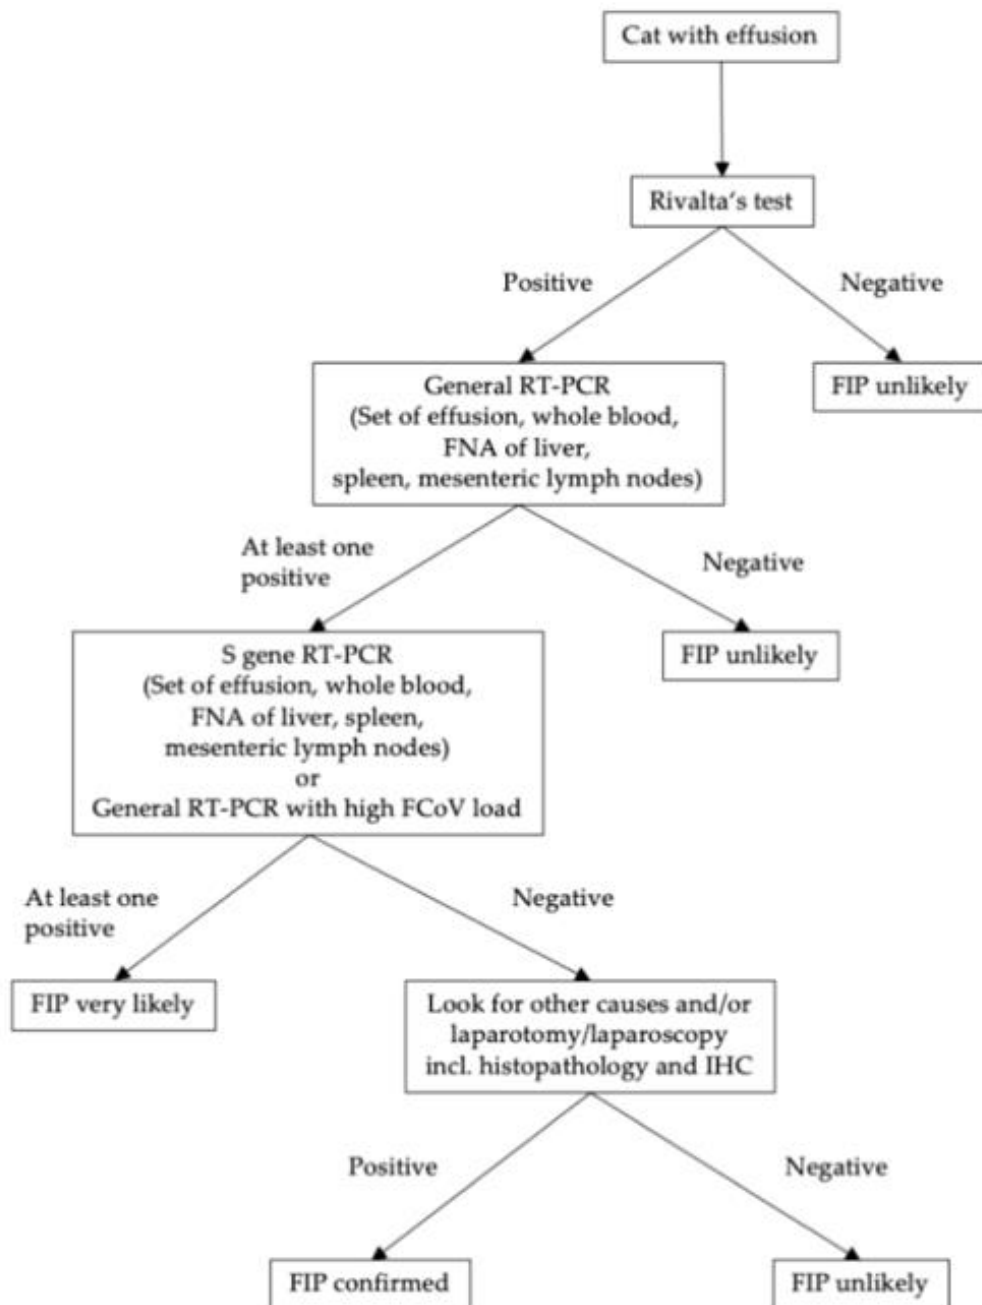 Cat with effusion
Rivalta's test
Positive
Negative
General RT-PCR
(Set of effusion, whole blood,
FNA of liver,
spleen, mesenteric lymph nodes)
FIP unlikely
At least one
positive
Negative
S gene RT-PCR
(Set of effusion, whole blood,
FNA of liver, spleen,
mesenteric lymph nodes)
or
General RT-PCR with high FCoV load
FIP unlikely
At least one
positive
Negative
FIP very likely
Look for other causes and/or
laparotomy/laparoscopy
incl. histopathology and IHC
Positive
Negative
FIP confirmed
FIP unlikely